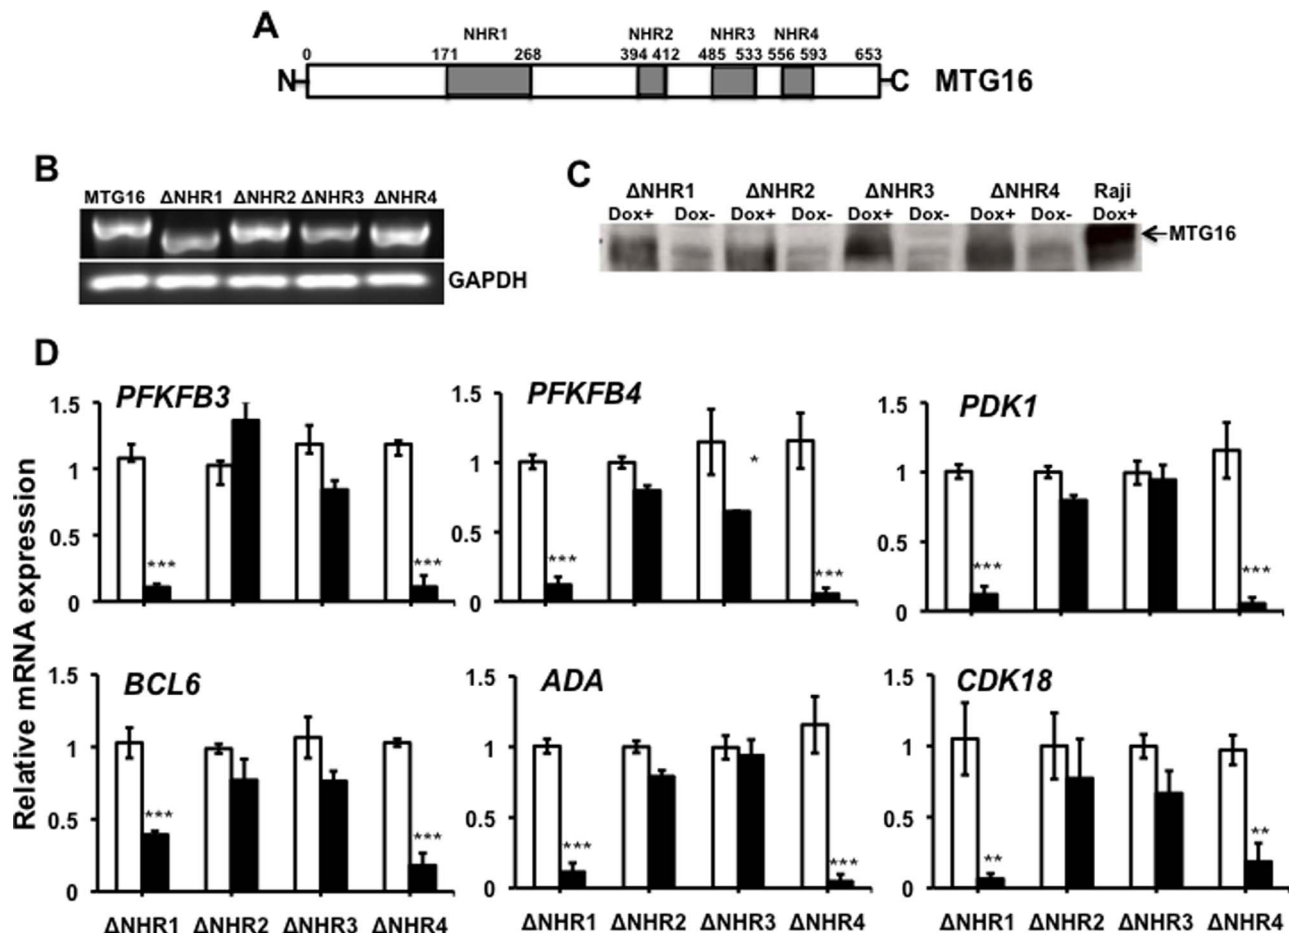 A
NHR1 NHR2 NHR3 NHR4
0 171 268 394 412 485 533 556 593 653
N C MTG16
B
MTG16 ΔNHR1 ΔNHR2 ΔNHR3 ΔNHR4
GAPDH
C
ΔNHR1 ΔNHR2 ΔNHR3 ΔNHR4 Raji
Dox+ Dox- Dox+ Dox- Dox+ Dox- Dox+ Dox- Dox+
MTG16
D
Relative mRNA expression
PFKFB3
1.5
1
0.5
0
*** ***
PFKFB4
1.5
1
0.5
0
*** * ***
PDK1
1.5
1
0.5
0
*** ***
BCL6
1.5
1
0.5
0
*** ***
ΔNHR1 ΔNHR2 ΔNHR3 ΔNHR4
ADA
1.5
1
0.5
0
*** ***
ΔNHR1 ΔNHR2 ΔNHR3 ΔNHR4
CDK18
1.5
1
0.5
0
** **
ΔNHR1 ΔNHR2 ΔNHR3 ΔNHR4